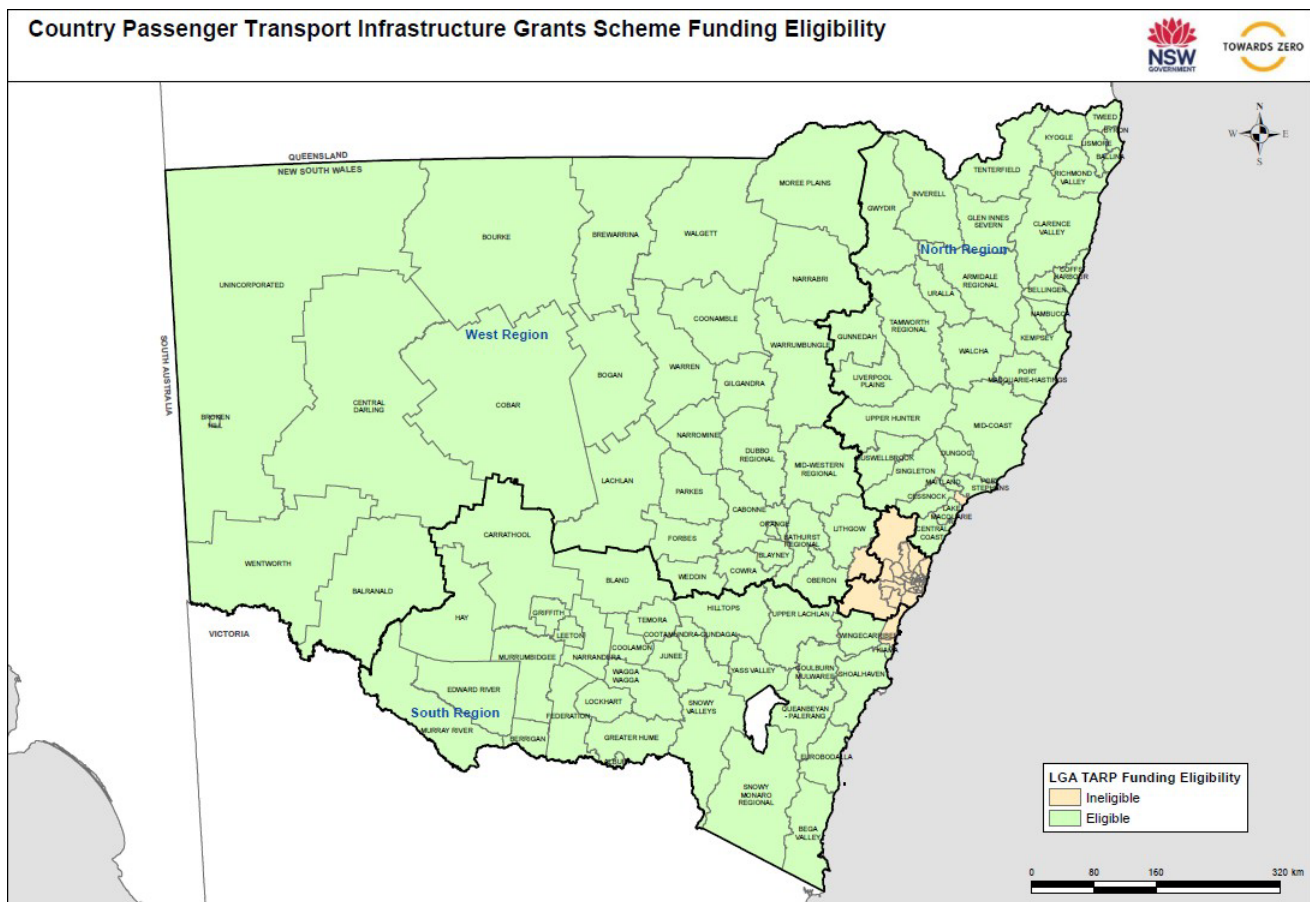 Country Passenger Transport Infrastructure Grants Scheme Funding Eligibility
NSW
GOVERNMENT
TOWARDS ZERO
N
W
E
S
QUEENSLAND
NEW SOUTH WALES
SOUTH AUSTRALIA
VICTORIA
TWEED
KYOGLE
BYRON
LISMORE
BALLINA
RICHMOND
VALLEY
TENTERFIELD
MOREE PLAINS
INVERELL
GWYDIR
GLEN INNES
SEVERN
CLARENCE
VALLEY
North Region
BOURKE
BREWARRINA
WALGETT
NARRABRI
UNINCORPORATED
COFFS
HARBOUR
ARMIDALE
REGIONAL
URALLA
BELLINGEN
NAMBUCCA
COONAMBLE
TAMWORTH
REGIONAL
GUNNEDAH
KEMPSEY
West Region
WARRUMBUNGLE
WALCHA
PORT
MACQUARIE-HASTINGS
WARREN
BOGAN
GILGANDRA
LIVERPOOL
PLAINS
CENTRAL
DARLING
COBAR
BROKEN
HILL
UPPER HUNTER
MID-COAST
NARROMINE
DUBBO
REGIONAL
MID-WESTERN
REGIONAL
MUSWELLBROOK
DUNGOG
SINGLETON
MAITLAND
PORT
STEPHENS
CESSNOCK
LAKE
MACQUARIE
LACHLAN
PARKES
CABONNE
ORANGE
BATHURST
REGIONAL
LITHGOW
CENTRAL
COAST
CARRATHOOL
FORBES
BLAYNEY
WEDDIN
COWRA
OBERON
WENTWORTH
BALRANALD
BLAND
HAY
GRIFFITH
TEMORA
HILLTOPS
UPPER LACHLAN
LEETON
COOLAMON
COOTAMUNDRA-GUNDAGAI
WINGECARRIBEE
KIAMA
MURRUMBIDGEE
NARRANDERA
JUNEE
WAGGA
WAGGA
YASS VALLEY
GOULBURN
MULWAREE
SHOALHAVEN
EDWARD RIVER
LOCKHART
SNOWY
VALLEYS
QUEANBEYAN
- PALERANG
South Region
FEDERATION
MURRAY RIVER
BERRIGAN
GREATER HUME
ALBURY
EUROBODALLA
SNOWY
MONARO
REGIONAL
BEGA
VALLEY
LGA TARP Funding Eligibility
Ineligible
Eligible
0 80 160 320 km